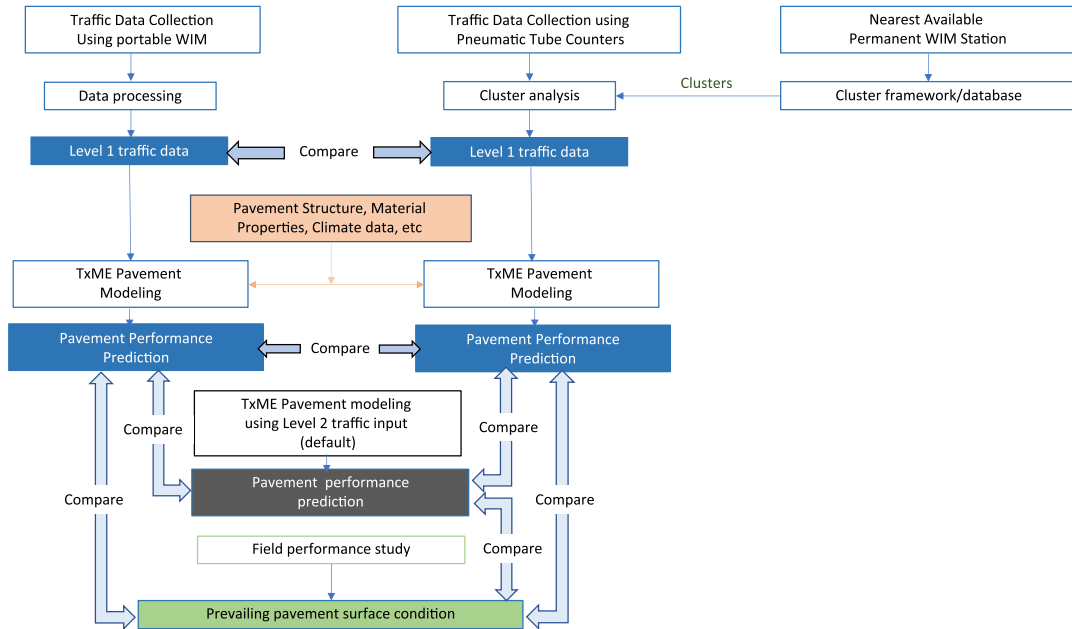 Traffic Data Collection
Using portable WIM
Traffic Data Collection using
Pneumatic Tube Counters
Nearest Available
Permanent WIM Station
Data processing
Cluster analysis
Clusters
Cluster framework/database
Level 1 traffic data
Compare
Level 1 traffic data
Pavement Structure, Material
Properties, Climate data, etc
TxME Pavement
Modeling
TxME Pavement
Modeling
Pavement Performance
Prediction
Compare
Pavement Performance
Prediction
TxME Pavement modeling
using Level 2 traffic input
(default)
Compare
Compare
Pavement performance
prediction
Compare
Compare
Field performance study
Compare
Prevailing pavement surface condition